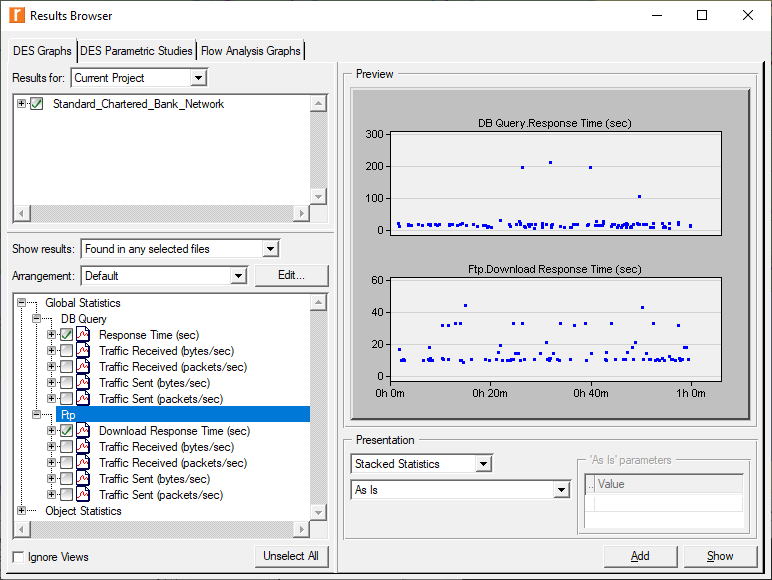 Results Browser
DES Graphs DES Parametric Studies Flow Analysis Graphs
Results for: Current Project
Standard_Chartered_Bank_Network
Show results: Found in any selected files
Arrangement: Default Edit...
Global Statistics
DB Query
Response Time (sec)
Traffic Received (bytes/sec)
Traffic Received (packets/sec)
Traffic Sent (bytes/sec)
Traffic Sent (packets/sec)
Ftp
Download Response Time (sec)
Traffic Received (bytes/sec)
Traffic Received (packets/sec)
Traffic Sent (bytes/sec)
Traffic Sent (packets/sec)
Object Statistics
Ignore Views Unselect All
Preview
DB Query.Response Time (sec)
300
200
100
0
Ftp.Download Response Time (sec)
60
40
20
0
0h 0m 0h 20m 0h 40m 1h 0m
Presentation
Stacked Statistics
As Is
'As Is' parameters
... Value
Add Show